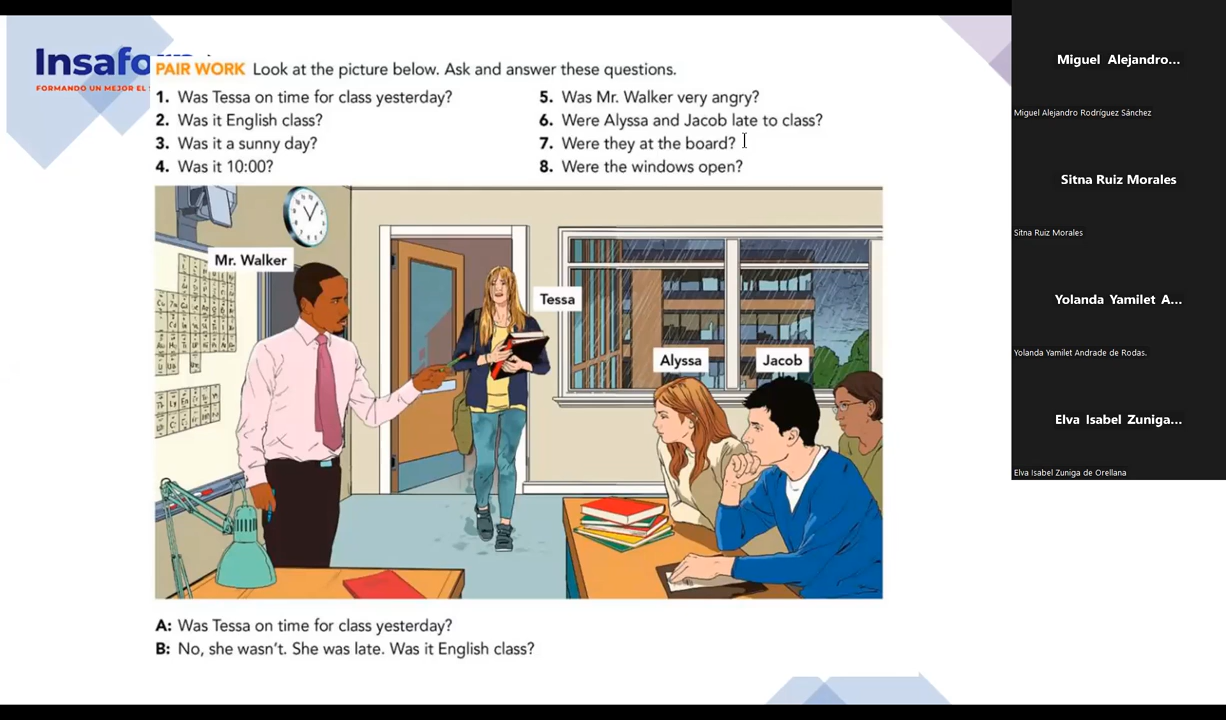 Insafo
FORMANDO UN MEJOR EL
PAIR WORK Look at the picture below. Ask and answer these questions.
1. Was Tessa on time for class yesterday?
2. Was it English class?
3. Was it a sunny day?
4. Was it 10:00?
5. Was Mr. Walker very angry?
6. Were Alyssa and Jacob late to class?
7. Were they at the board?
8. Were the windows open?
Mr. Walker
Tessa
Alyssa
Jacob
A: Was Tessa on time for class yesterday?
B: No, she wasn't. She was late. Was it English class?
Miguel Alejandro...
Miguel Alejandro Rodríguez Sánchez
Sitna Ruiz Morales
Sitna Ruiz Morales
Yolanda Yamilet A...
Yolanda Yamilet Andrade de Rodas.
Elva Isabel Zuniga...
Elva Isabel Zuniga de Orellana